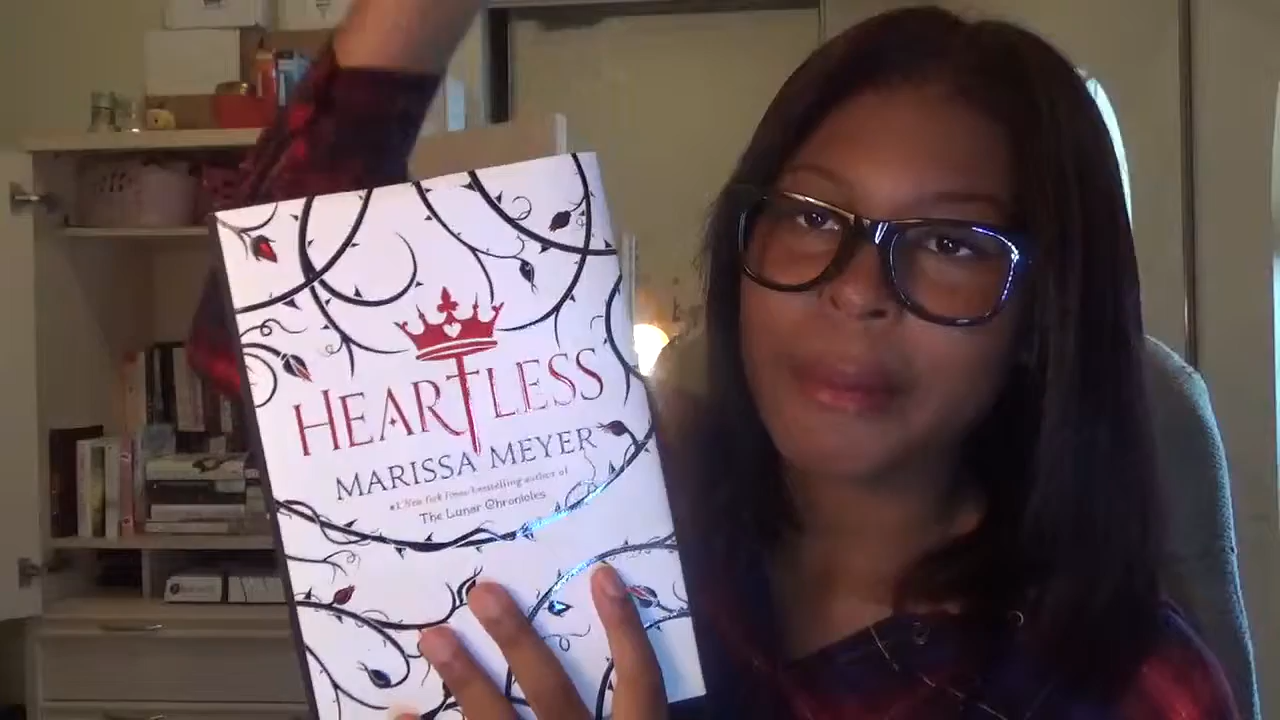 HEARTLESS
MARISSA MEYER
#1 New York Times bestselling author of
The Lunar Chronicles